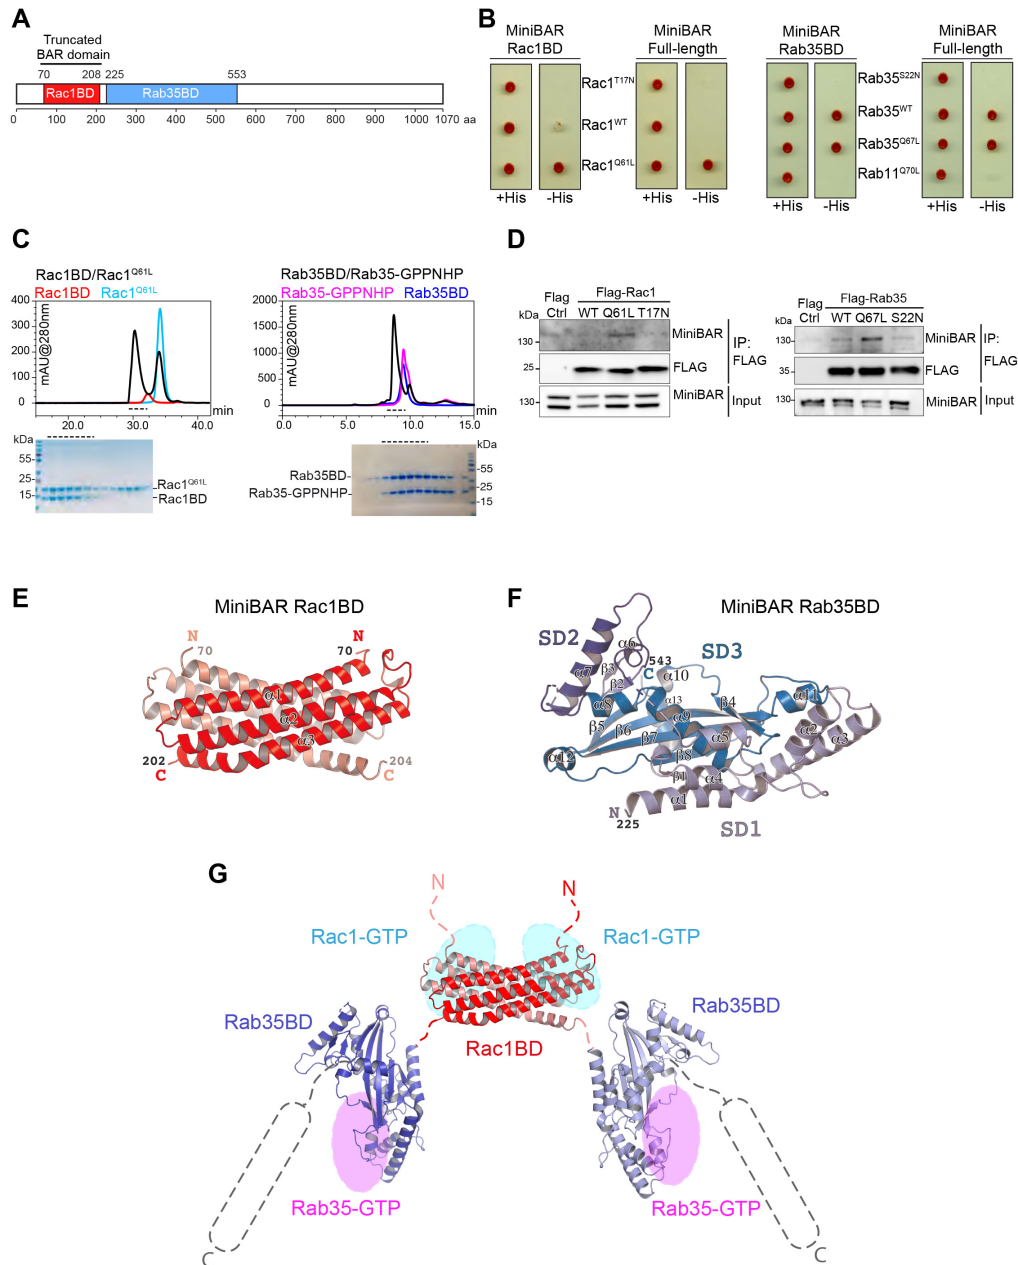 A
Truncated
BAR domain
70 208 225 553
Rac1BD Rab35BD
0 100 200 300 400 500 600 700 800 900 1000 1070 aa
B
MiniBAR
Rac1BD
MiniBAR
Full-length
MiniBAR
Rab35BD
MiniBAR
Full-length
Rac1T17N
Rac1WT
Rac1Q61L
Rab35S22N
Rab35WT
Rab35Q67L
Rab11Q70L
+His -His +His -His +His -His +His -His
C
Rac1BD/Rac1Q61L
Rac1BD Rac1Q61L
400
300
200
100
0
mAU@280nm
20.0 30.0 40.0 min
kDa
55
25
15
Rac1Q61L
Rac1BD
Rab35BD/Rab35-GPPNHP
Rab35-GPPNHP Rab35BD
2000
1500
1000
500
0
mAU@280nm
0.0 5.0 10.0 15.0 min
kDa
55
25
15
Rab35BD
Rab35-GPPNHP
D
Flag-Rac1
Flag
Ctrl WT Q61L T17N
kDa
130 MiniBAR
25 FLAG
IP:
FLAG
130 MiniBAR Input
Flag-Rab35
Flag
Ctrl WT Q67L S22N
kDa
130 MiniBAR
35 FLAG
IP:
FLAG
130 MiniBAR Input
E
MiniBAR Rac1BD
N N
70 70
α1
α2
α3
202 204
C C
F
MiniBAR Rab35BD
SD2
SD3
SD1
α6
543
C
α10
α7
β3
β2
α8
α13
α9
β4
α11
β5
β6
β7
α5
α2
α3
β8
α12
β1
α4
α1
N
225
G
N N
Rac1-GTP Rac1-GTP
Rab35BD Rab35BD
Rac1BD
Rab35-GTP Rab35-GTP
C C